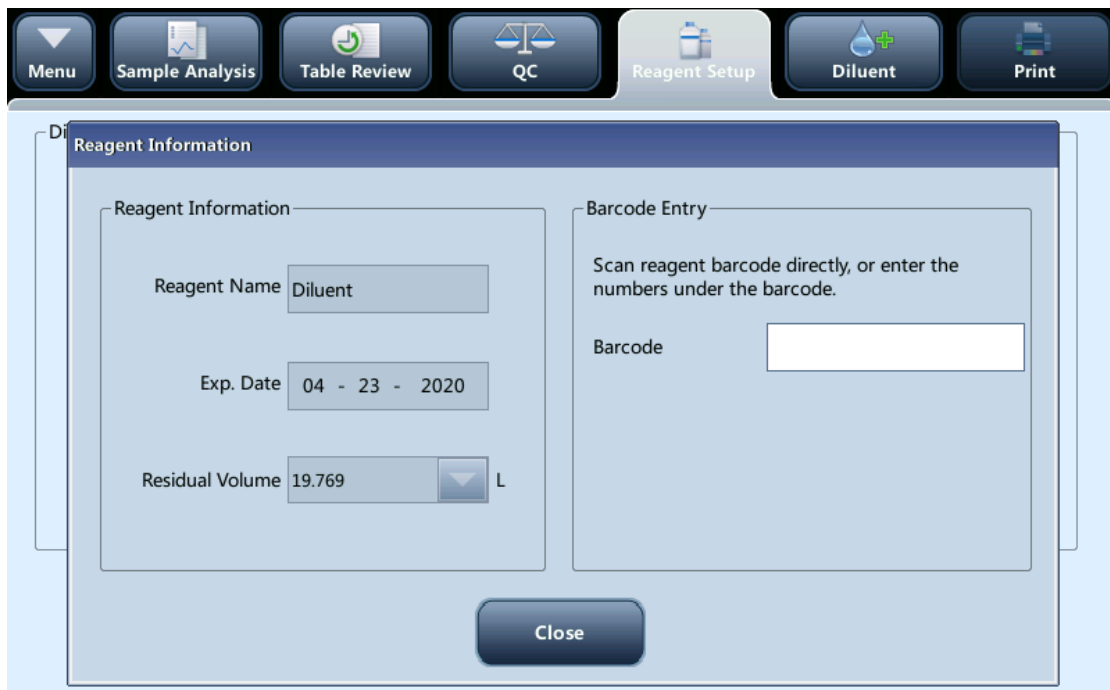 Menu
Sample Analysis
Table Review
QC
Reagent Setup
Diluent
Print
Di
Reagent Information
Reagent Information
Reagent Name
Diluent
Exp. Date
04 - 23 - 2020
Residual Volume
19.769
L
Barcode Entry
Scan reagent barcode directly, or enter the
numbers under the barcode.
Barcode
Close